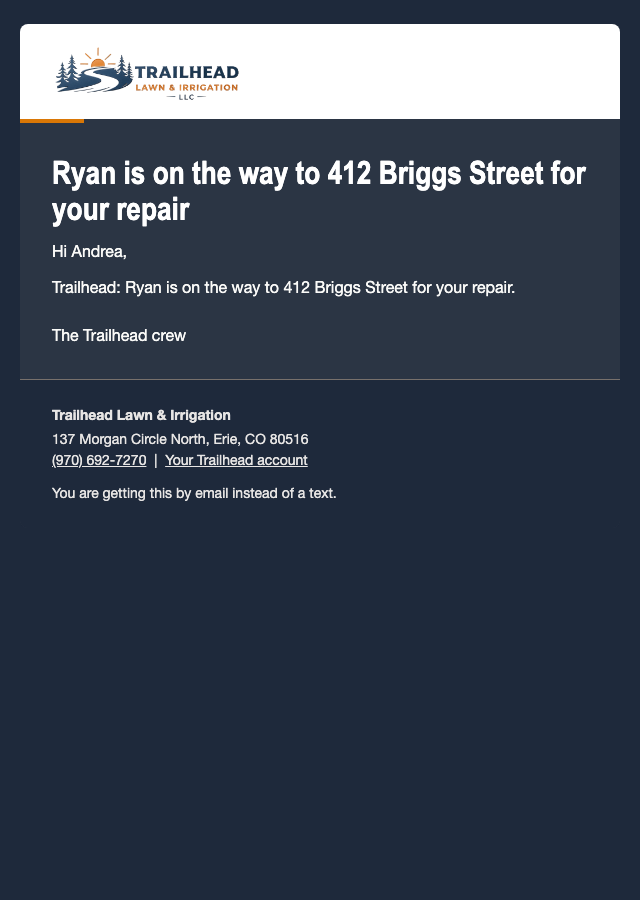 TRAILHEAD
LAWN & IRRIGATION
LLC
Ryan is on the way to 412 Briggs Street for
your repair
Hi Andrea,
Trailhead: Ryan is on the way to 412 Briggs Street for your repair.
The Trailhead crew
Trailhead Lawn & Irrigation
137 Morgan Circle North, Erie, CO 80516
(970) 692-7270 | Your Trailhead account
You are getting this by email instead of a text.